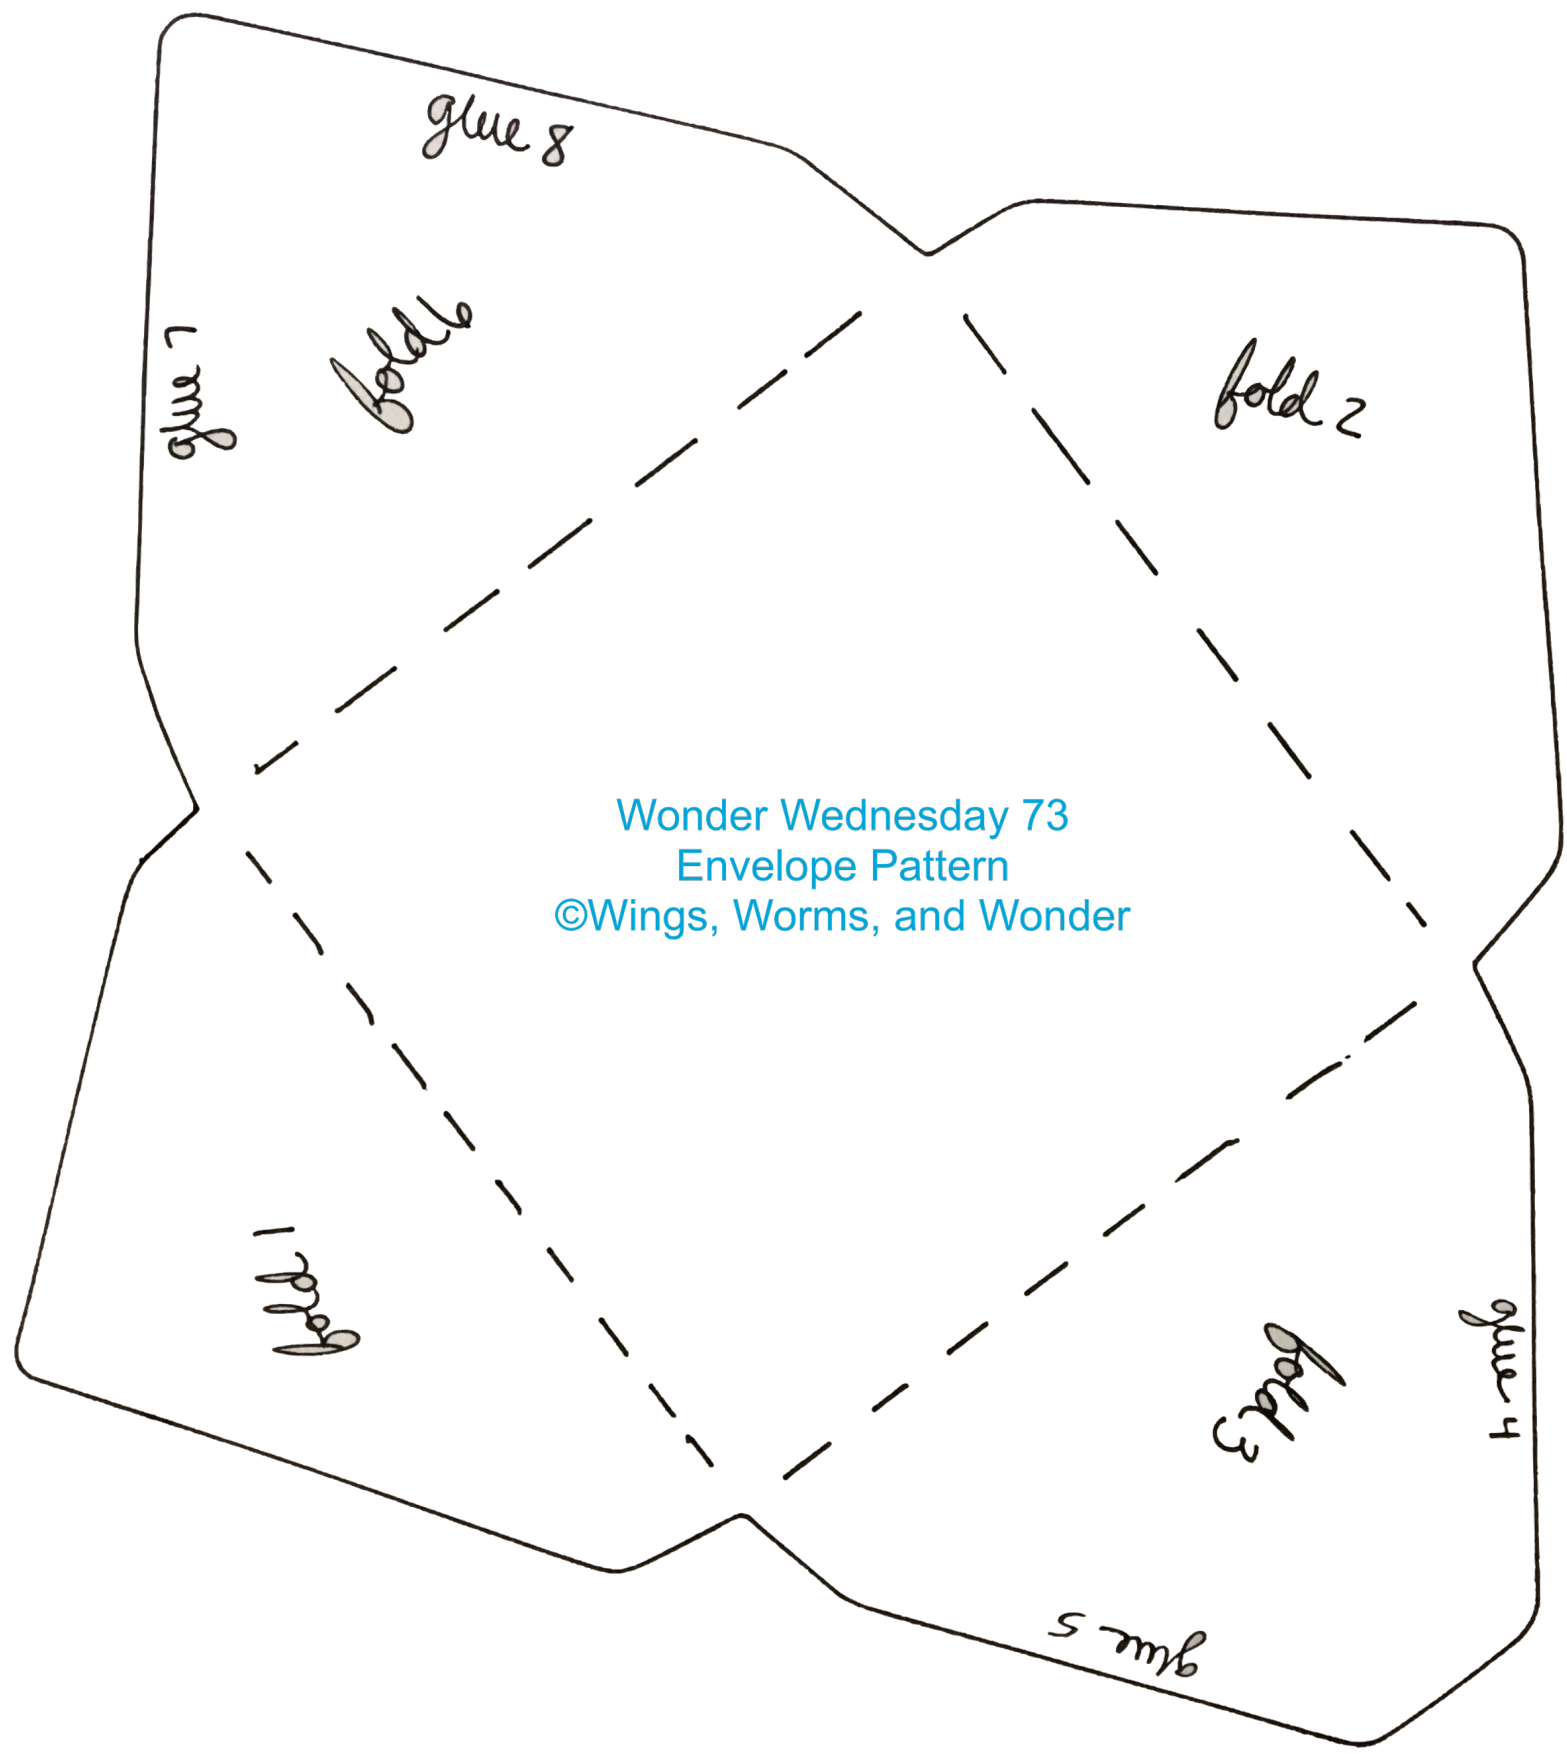 glue 8
fold 6
glue 7
fold 2
Wonder Wednesday 73
Envelope Pattern
©Wings, Worms, and Wonder
fold 1
fold 3
glue 4
glue 5